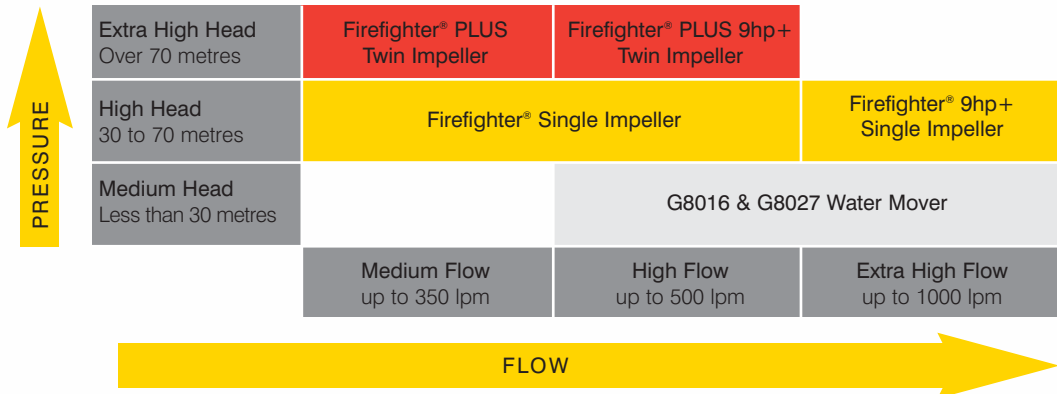 PRESSURE
Extra High Head
Over 70 metres
Firefighter® PLUS
Twin Impeller
Firefighter® PLUS 9hp+
Twin Impeller
High Head
30 to 70 metres
Firefighter® Single Impeller
Firefighter® 9hp+
Single Impeller
Medium Head
Less than 30 metres
G8016 & G8027 Water Mover
Medium Flow
up to 350 lpm
High Flow
up to 500 lpm
Extra High Flow
up to 1000 lpm
FLOW